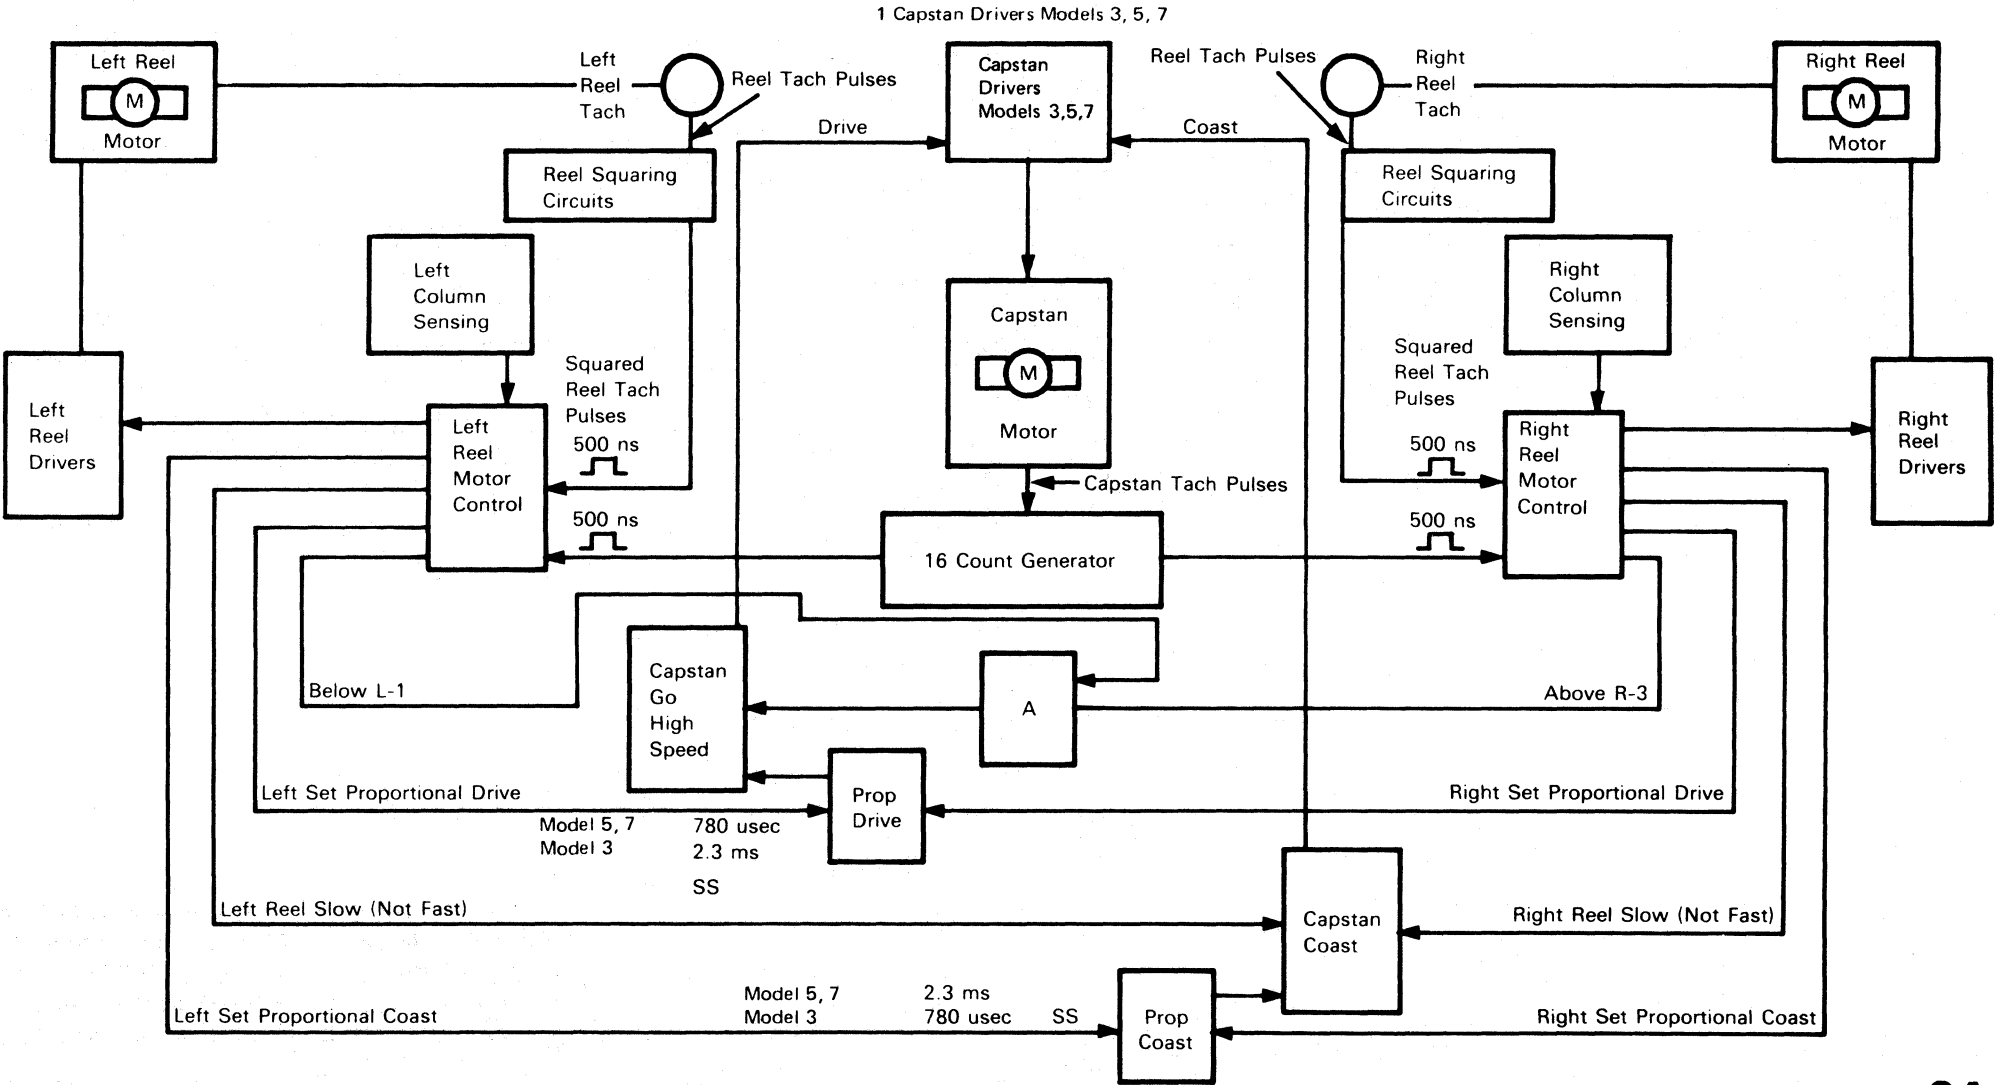 1 Capstan Drivers Models 3, 5, 7
Left Reel
M
Motor
Left
Reel
Tach
Reel Tach Pulses
Capstan
Drivers
Models 3,5,7
Reel Tach Pulses
Right
Reel
Tach
Right Reel
M
Motor
Drive
Coast
Reel Squaring
Circuits
Reel Squaring
Circuits
Left
Column
Sensing
Right
Column
Sensing
Capstan
M
Motor
Squared
Reel Tach
Pulses
500 ns
500 ns
Squared
Reel Tach
Pulses
500 ns
500 ns
Left
Reel
Drivers
Left
Reel
Motor
Control
Right
Reel
Motor
Control
Right
Reel
Drivers
Capstan Tach Pulses
16 Count Generator
Below L-1
Capstan
Go
High
Speed
A
Above R-3
Left Set Proportional Drive
Prop
Drive
Right Set Proportional Drive
Model 5, 7 780 usec
Model 3 2.3 ms
SS
Left Reel Slow (Not Fast)
Capstan
Coast
Right Reel Slow (Not Fast)
Model 5, 7 2.3 ms
Model 3 780 usec SS
Left Set Proportional Coast
Prop
Coast
Right Set Proportional Coast